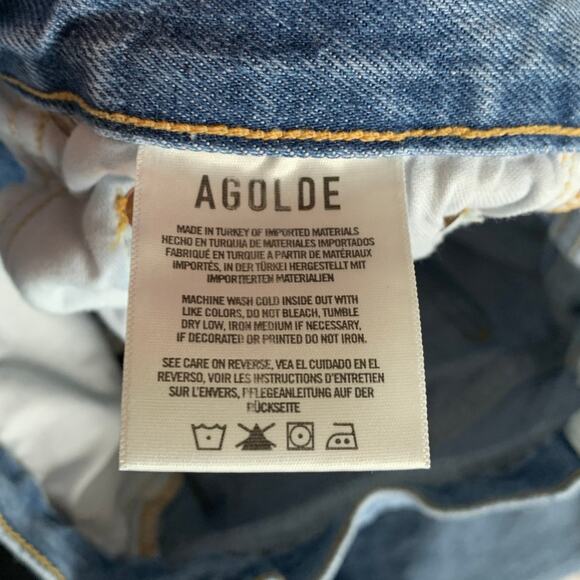 AGOLDE
MADE IN TURKEY OF IMPORTED MATERIALS
HECHO EN TURQUIA DE MATERIALES IMPORTADOS
FABRIQUÉ EN TURQUIE A PARTIR DE MATÉRIAUX
IMPORTÉS, IN DER TÜRKEI HERGESTELLT MIT
IMPORTIERTEN MATERIALIEN
MACHINE WASH COLD INSIDE OUT WITH
LIKE COLORS, DO NOT BLEACH, TUMBLE
DRY LOW, IRON MEDIUM IF NECESSARY,
IF DECORATED OR PRINTED DO NOT IRON.
SEE CARE ON REVERSE, VEA EL CUIDADO EN EL
REVERSO, VOIR LES INSTRUCTIONS D'ENTRETIEN
SUR L'ENVERS, PFLEGEANLEITUNG AUF DER
RÜCKSEITE